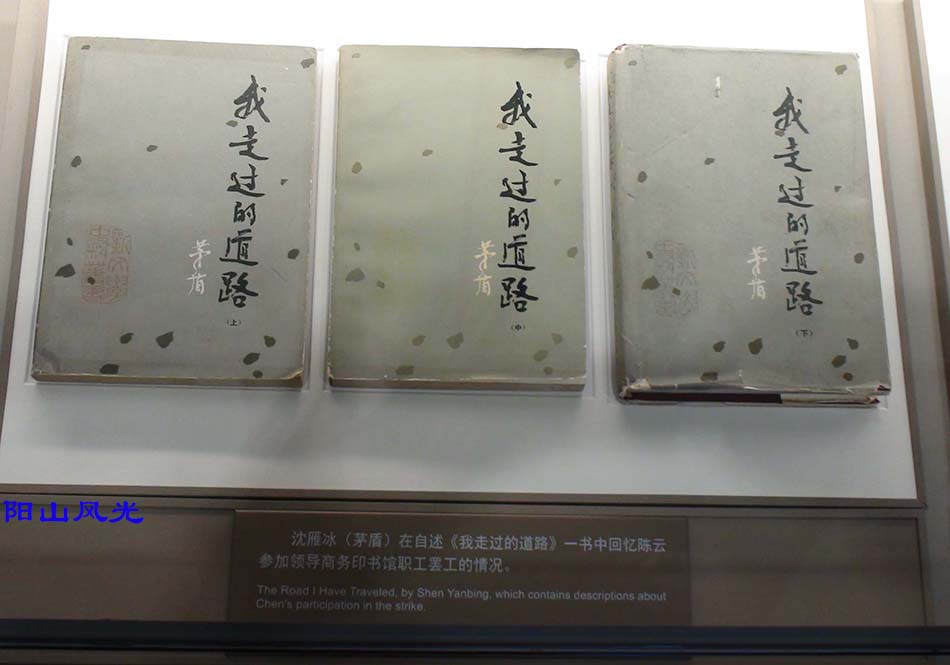 我走过的道路
茅盾
（上）
我走过的道路
茅盾
（中）
我走过的道路
茅盾
（下）
阳山风光
沈雁冰（茅盾）在自述《我走过的道路》一书中回忆陈云
参加领导商务印书馆职工罢工的情况。
The Road I Have Traveled, by Shen Yanbing, which contains descriptions about
Chen's participation in the strike.